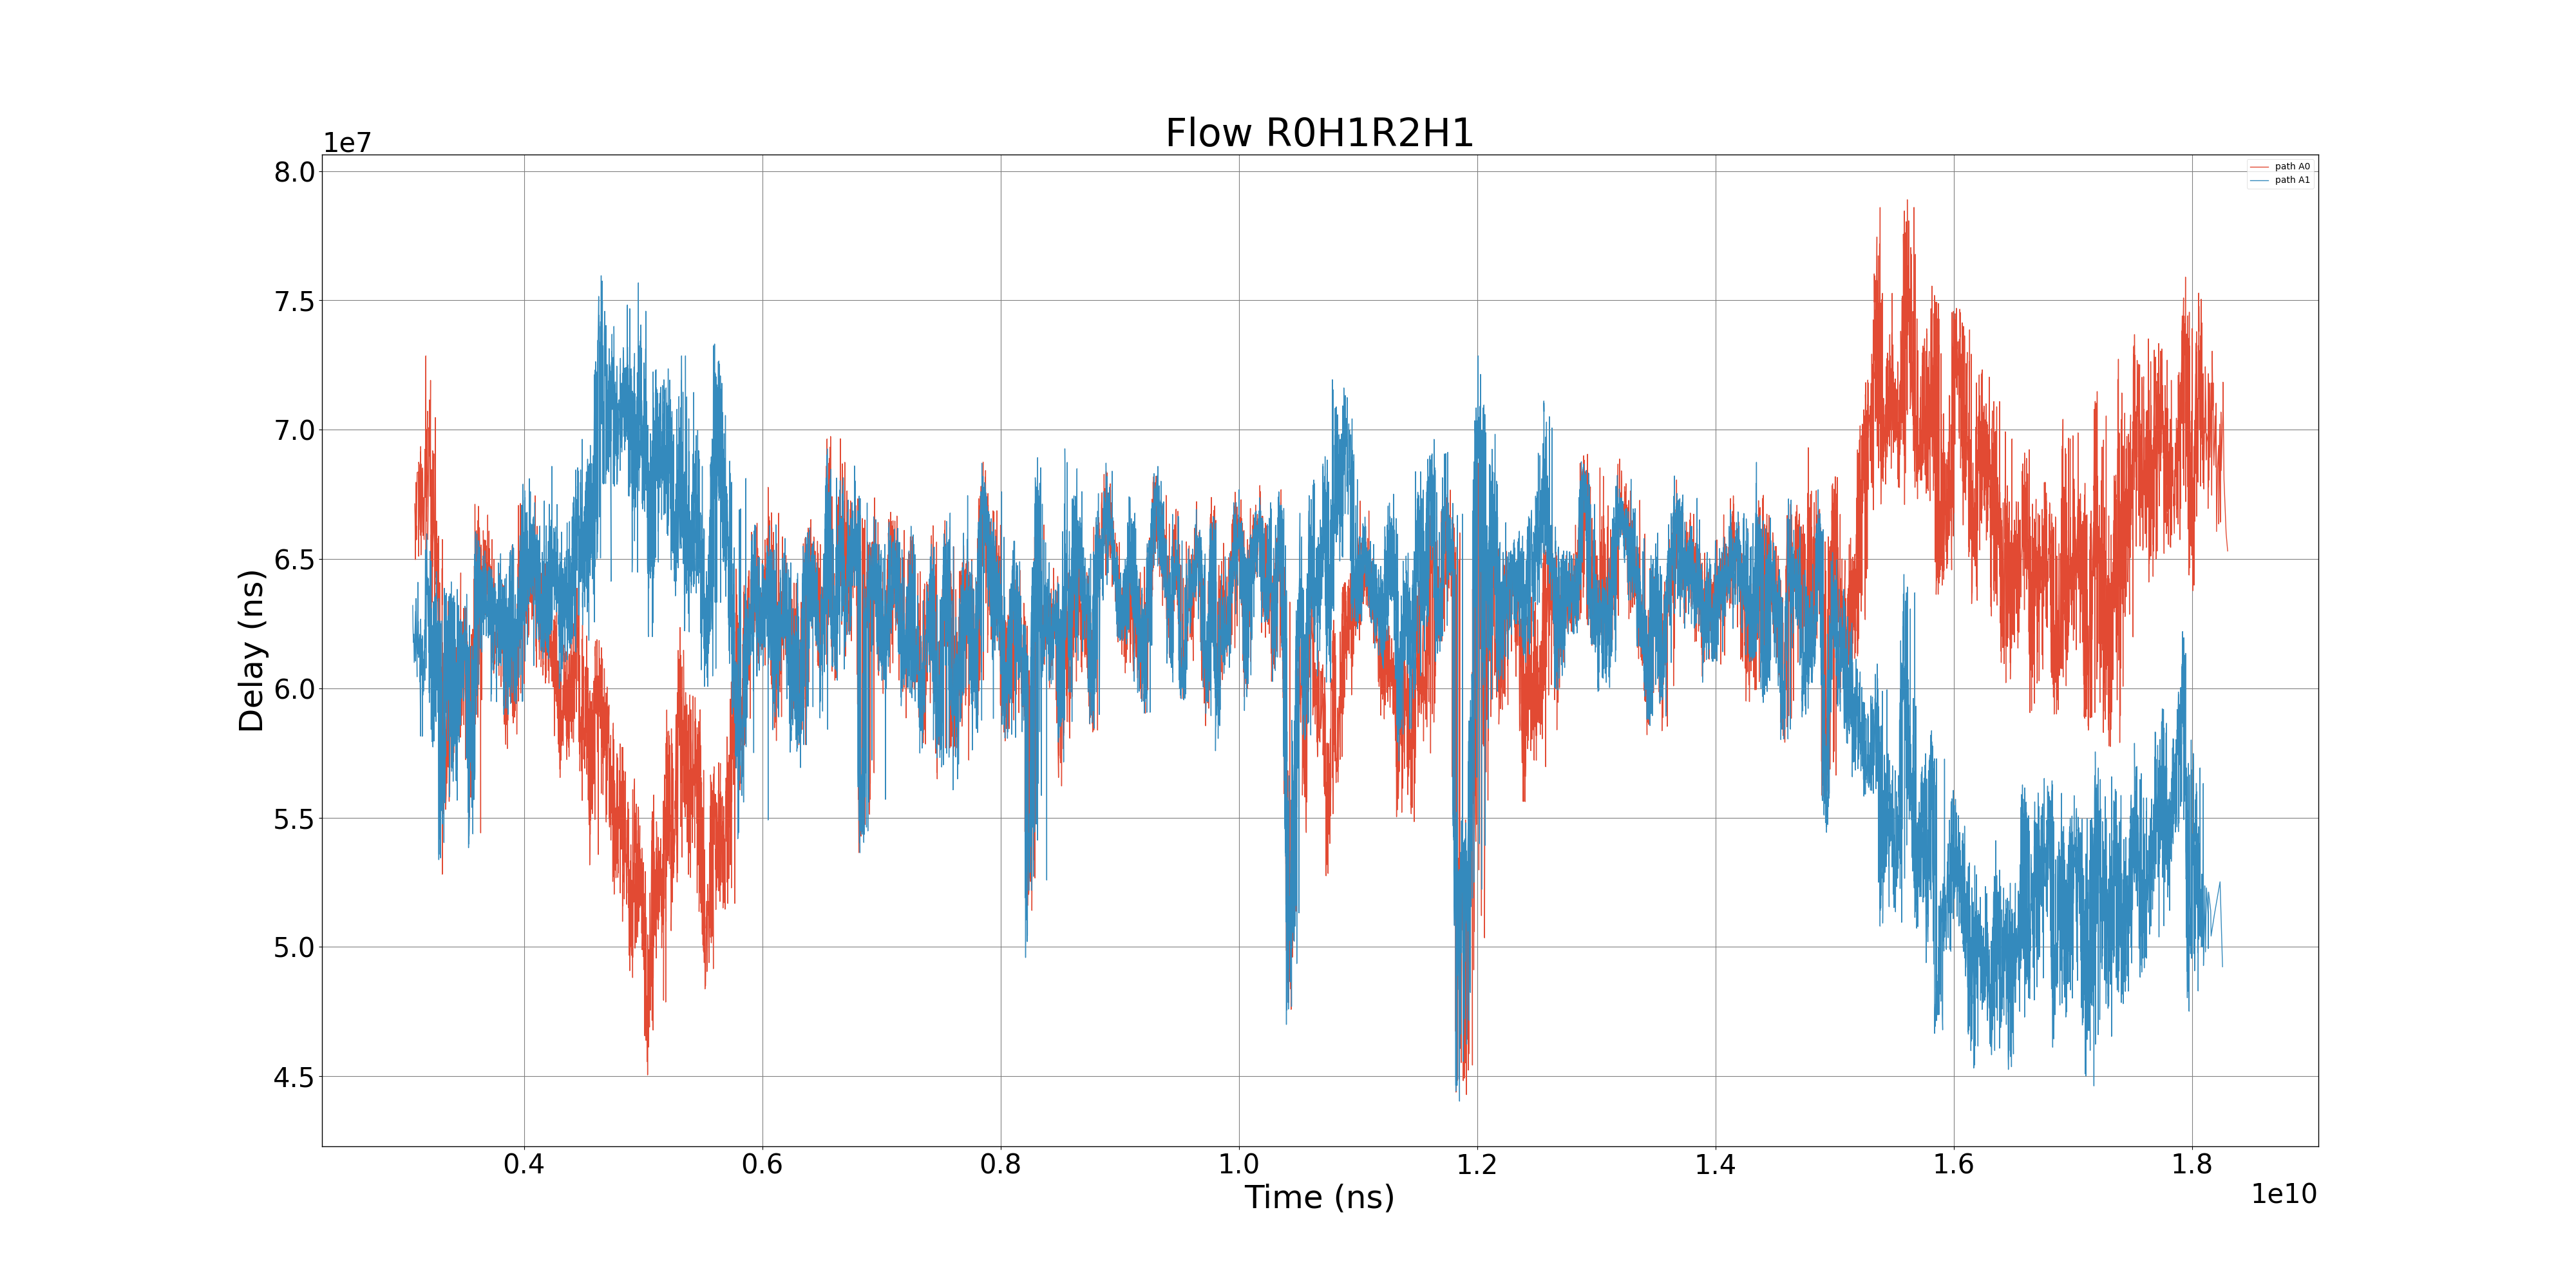 Flow R0H1R2H1
1e7
path A0
path A1
8.0
7.5
7.0
6.5
6.0
5.5
5.0
4.5
Delay (ns)
0.4 0.6 0.8 1.0 1.2 1.4 1.6 1.8
Time (ns)
1e10